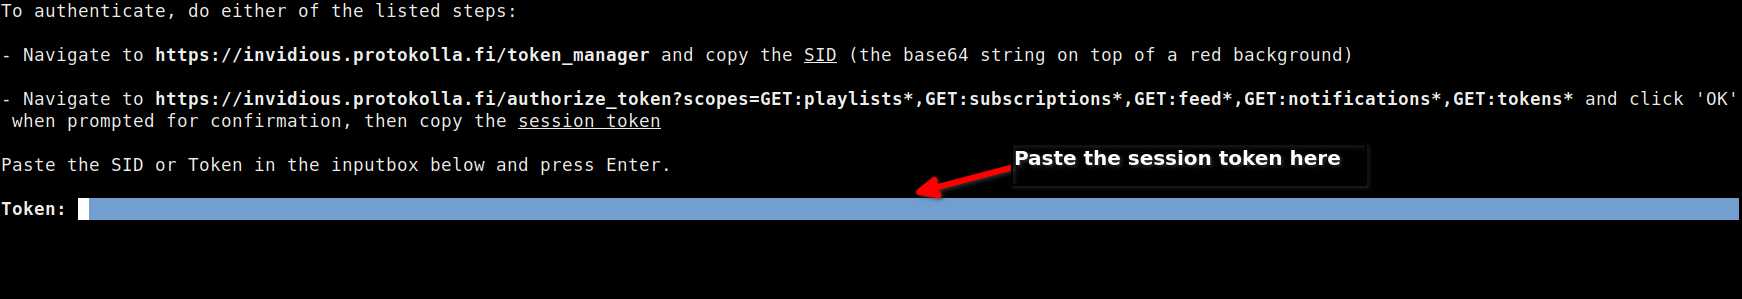 To authenticate, do either of the listed steps:
- Navigate to https://invidious.protokolla.fi/token_manager and copy the SID (the base64 string on top of a red background)
- Navigate to https://invidious.protokolla.fi/authorize_token?scopes=GET:playlists*,GET:subscriptions*,GET:feed*,GET:notifications*,GET:tokens* and click 'OK'
when prompted for confirmation, then copy the session token
Paste the SID or Token in the inputbox below and press Enter.
Paste the session token here
Token: